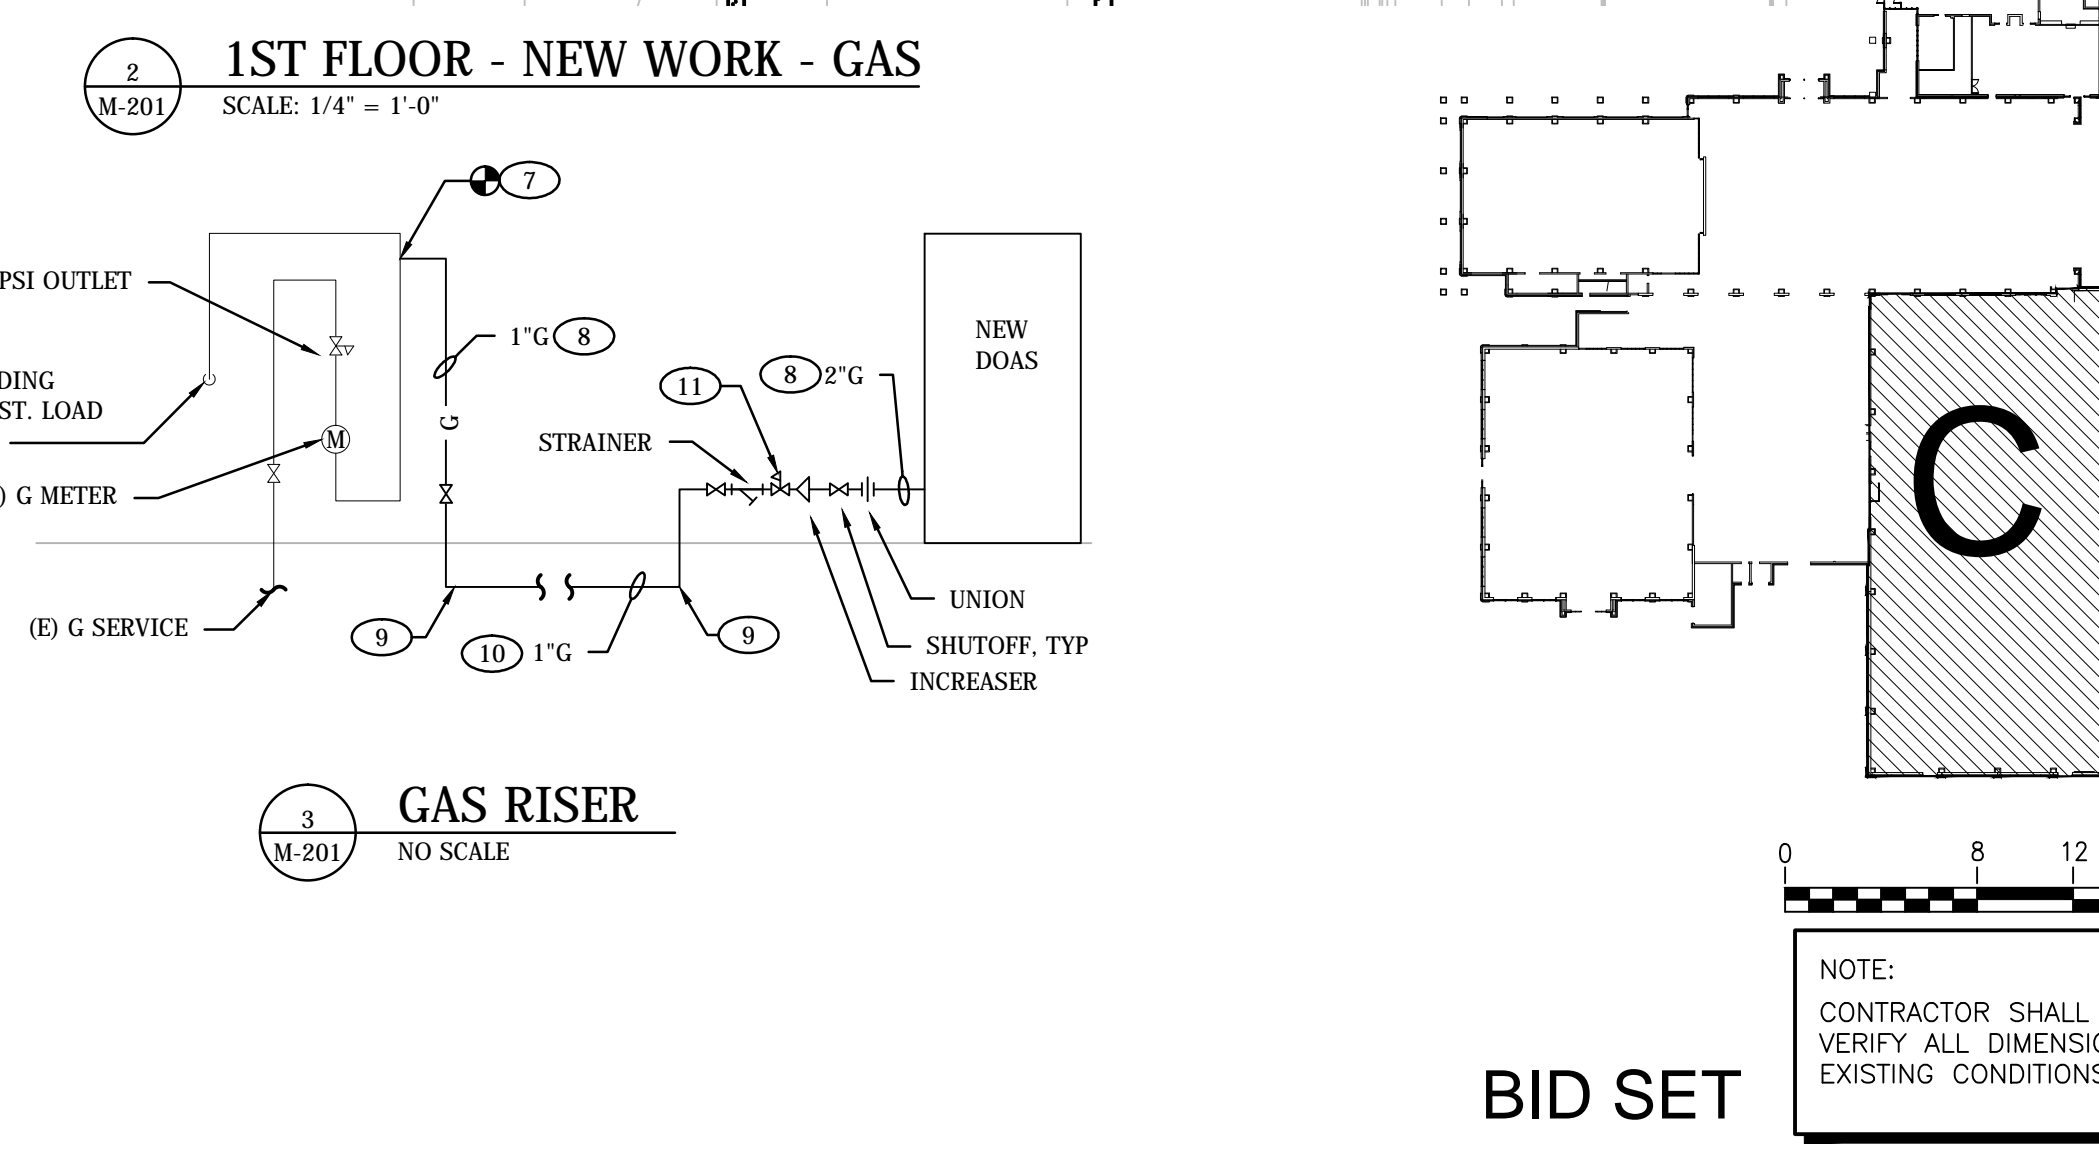 2
M-201
1ST FLOOR - NEW WORK - GAS
SCALE: 1/4" = 1'-0"
7
PSI OUTLET
1"G 8
NEW
DOAS
DING
ST. LOAD
11
8 2"G
G
M
STRAINER
) G METER
UNION
(E) G SERVICE
9
10 1"G
9
SHUTOFF, TYP
INCREASER
3
M-201
GAS RISER
NO SCALE
C
0 8 12
NOTE:
CONTRACTOR SHALL
VERIFY ALL DIMENSIO
EXISTING CONDITIONS
BID SET